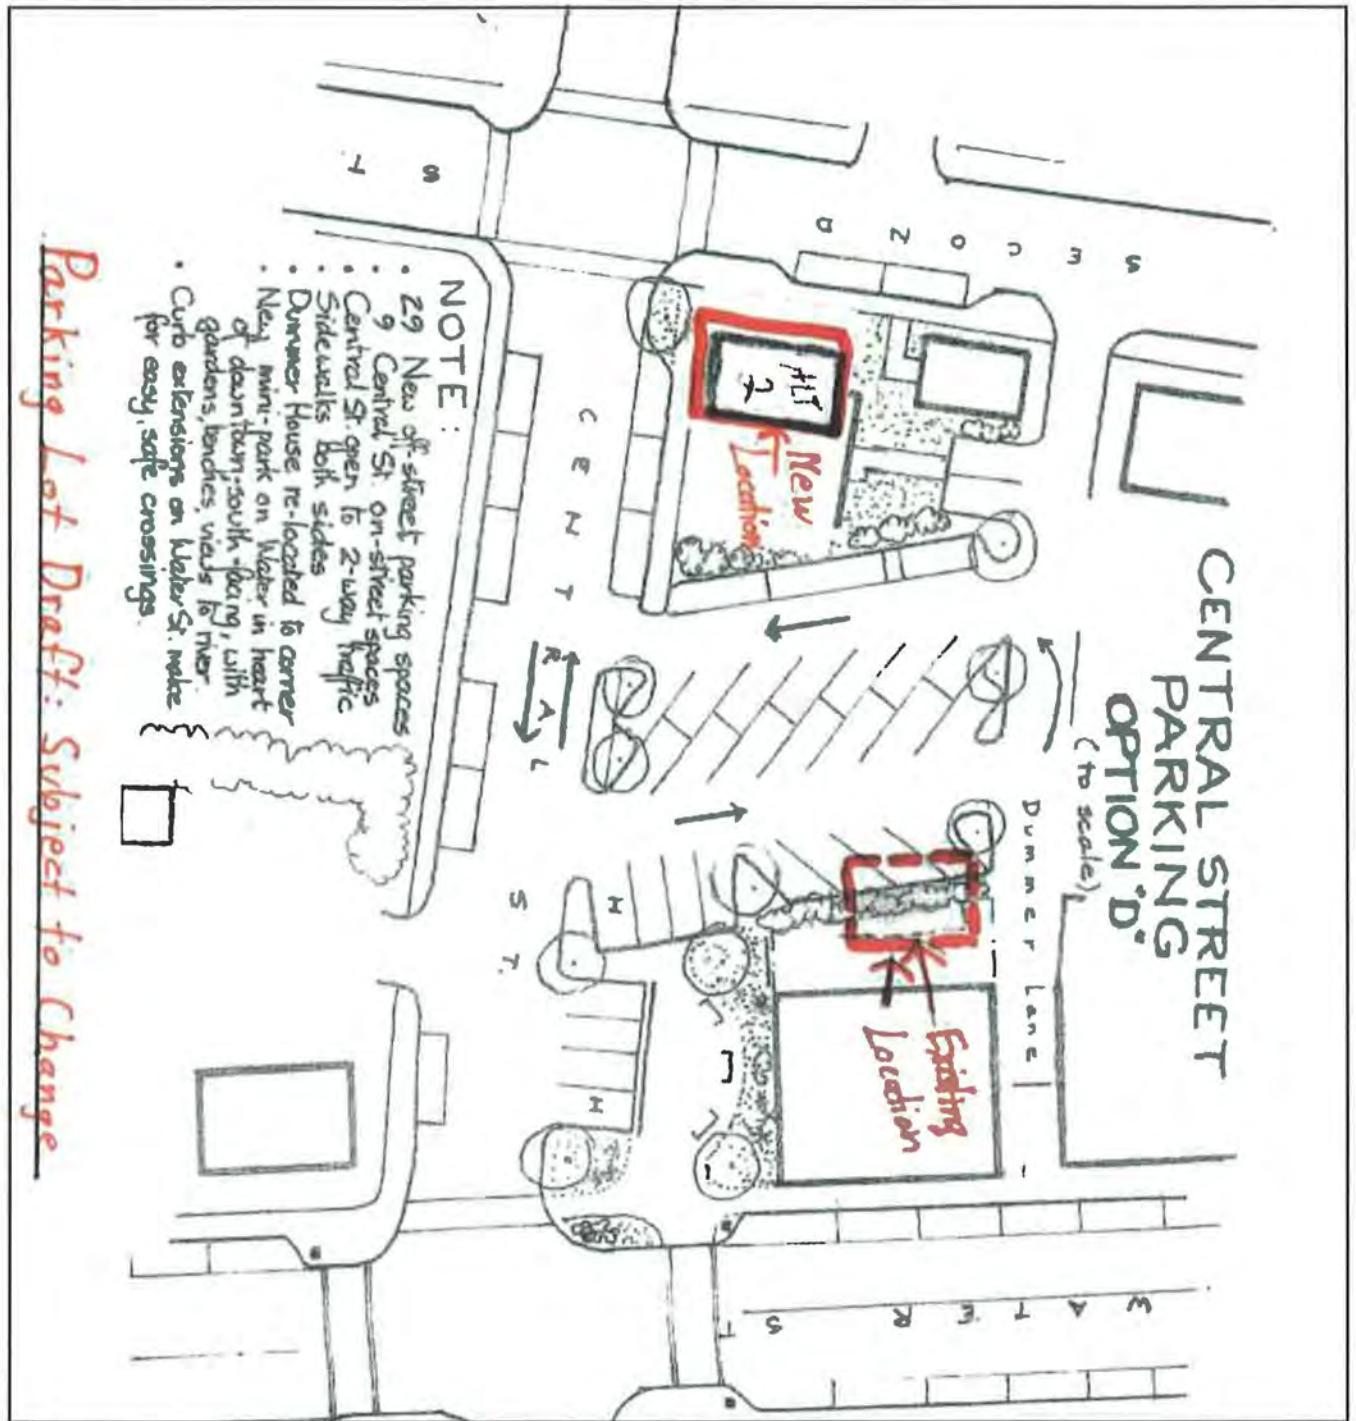 CENTRAL STREET
PARKING
OPTION "D"
(to scale)
SECOND ST
ALT
2
New
Location
CENTRAL ST.
Dummer Lane
Existing
Location
H
H
WATER ST
NOTE:
• 29 New off-street parking spaces
• 9 Central St. on-street spaces
• Central St. open to 2-way traffic
• Sidewalks both sides
• Dummer House re-located to corner
• New mini-park on Water in heart
of downtown-south-facing, with
gardens, benches, views to river.
• Curb extensions on Water St. make
for easy, safe crossings.
Parking Lot Draft: Subject to Change